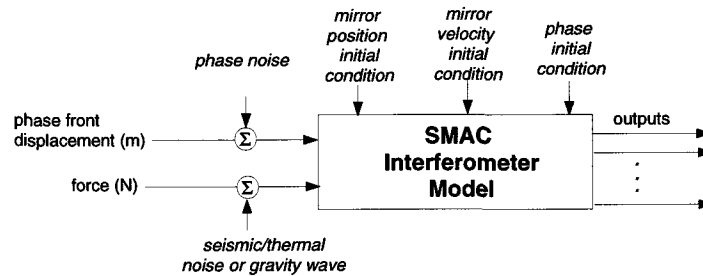 mirror
position
initial
condition
mirror
velocity
initial
condition
phase
initial
condition
phase noise
phase front
displacement (m)
Σ
SMAC
Interferometer
Model
outputs
force (N)
Σ
seismic/thermal
noise or gravity wave